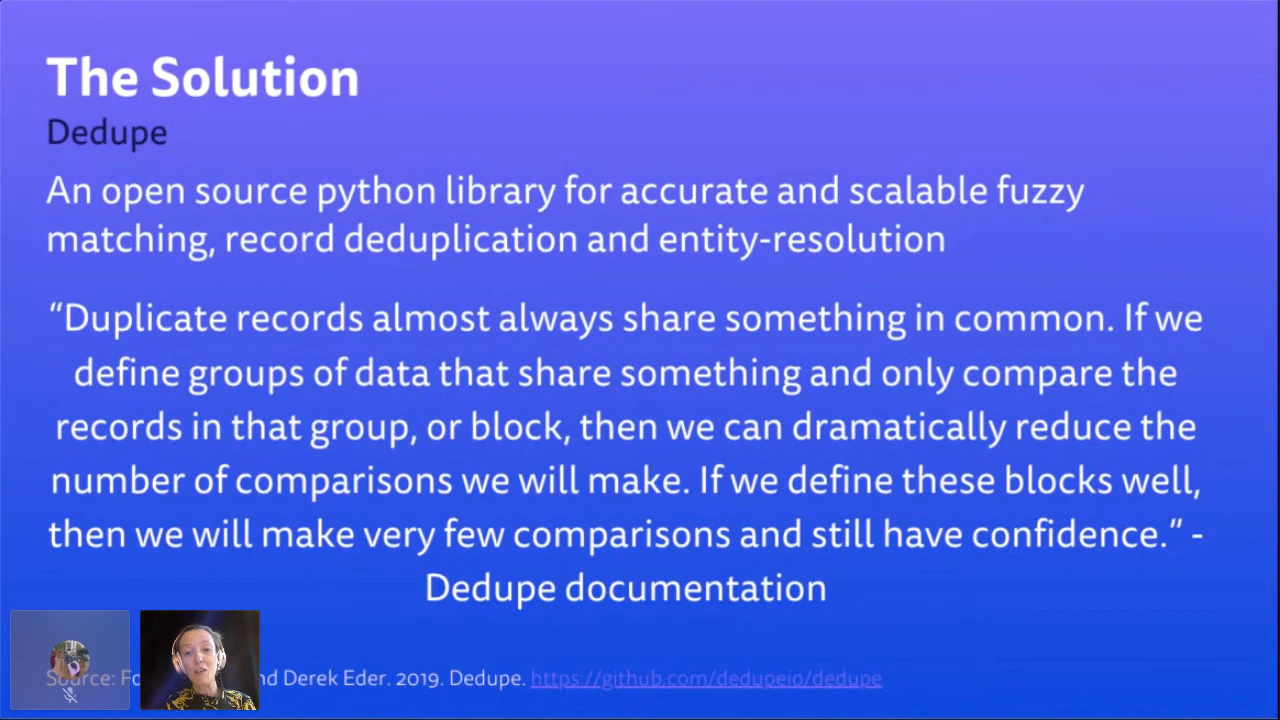 The Solution
Dedupe
An open source python library for accurate and scalable fuzzy
matching, record deduplication and entity-resolution
“Duplicate records almost always share something in common. If we
define groups of data that share something and only compare the
records in that group, or block, then we can dramatically reduce the
number of comparisons we will make. If we define these blocks well,
then we will make very few comparisons and still have confidence.” -
Dedupe documentation
Source: Derek Eder. 2019. Dedupe. https://github.com/dedupeio/dedupe